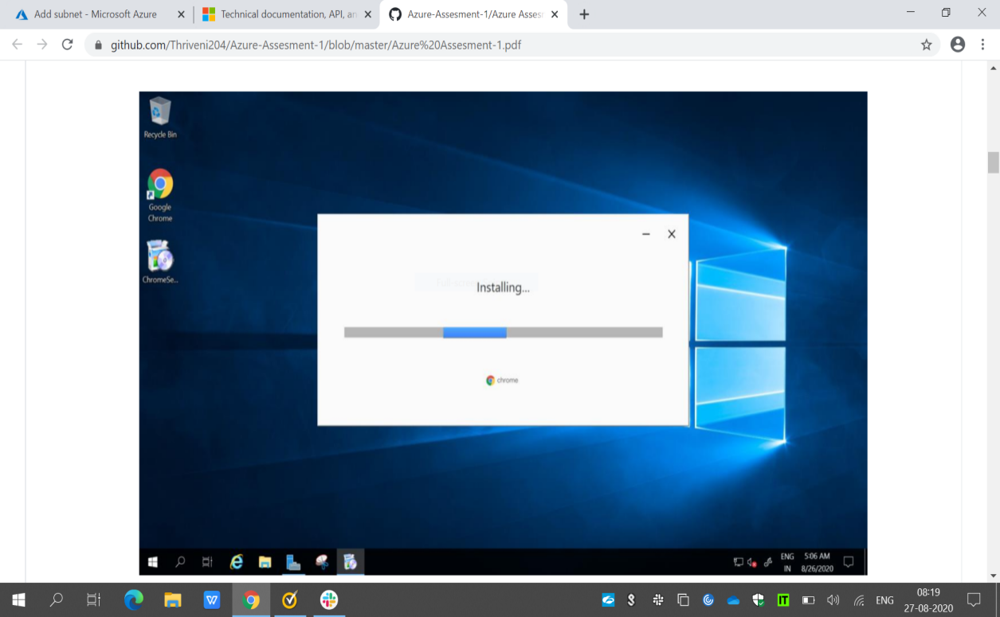 Add subnet - Microsoft Azure
Technical documentation, API, an
Azure-Assesment-1/Azure Asses
github.com/Thriveni204/Azure-Assesment-1/blob/master/Azure%20Assesment-1.pdf
Recycle Bin
Google
Chrome
ChromeSe...
Installing...
chrome
ENG
IN
5:06 AM
8/26/2020
ENG
08:19
27-08-2020